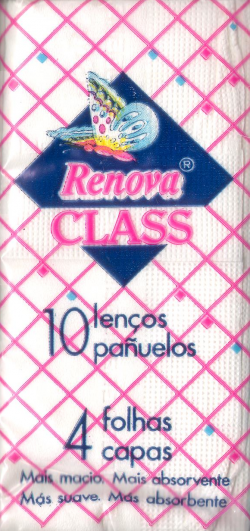 Renova®
CLASS
10 lenços
pañuelos
4 folhas
capas
Mais macio. Mais absorvente
Más suave. Más absorbente